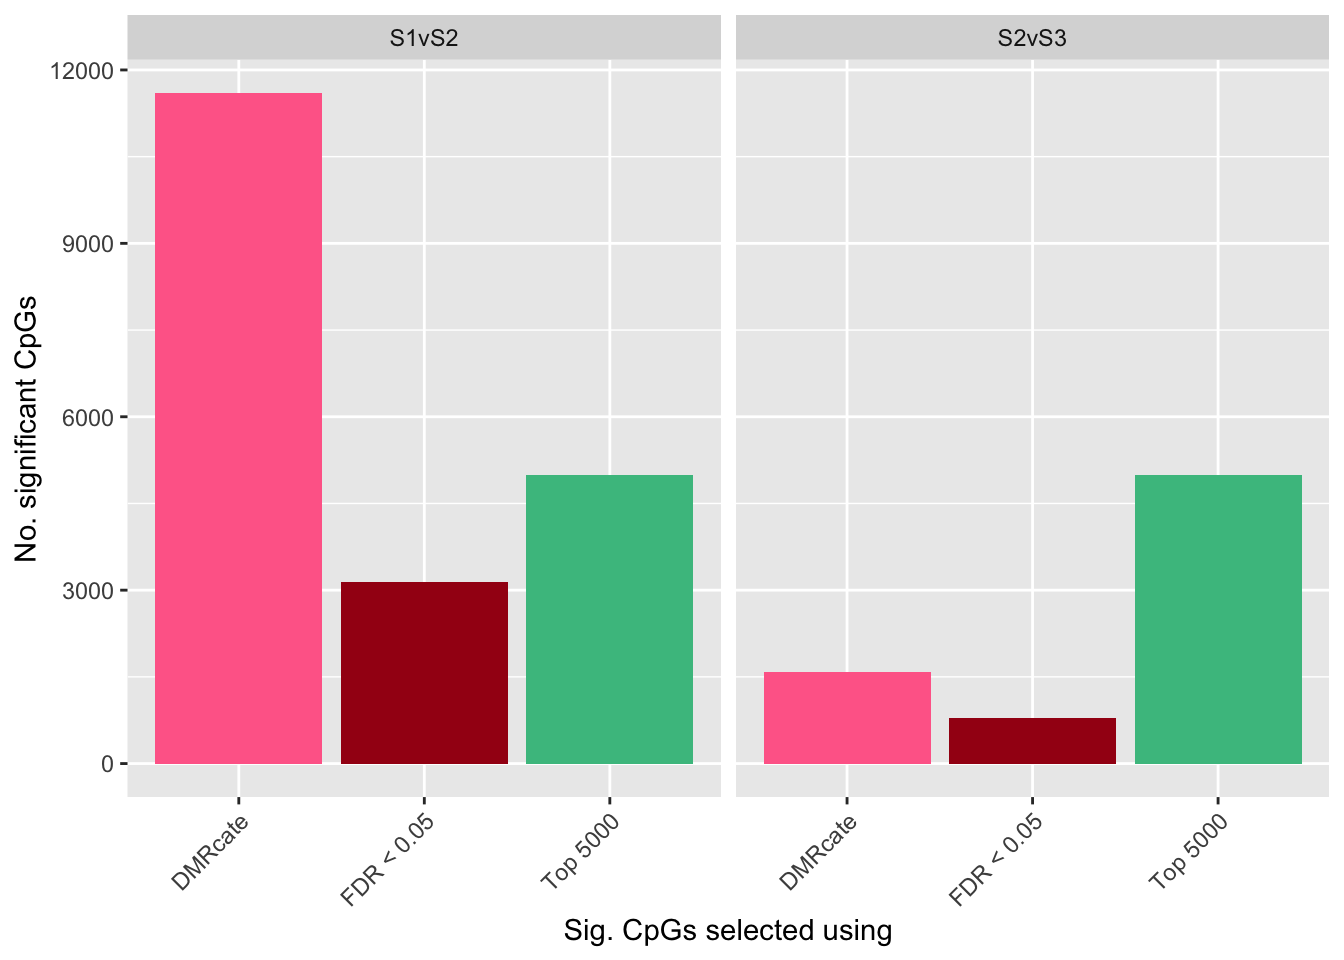 S1vS2
S2vS3
No. significant CpGs
12000
9000
6000
3000
0
DMRcate
FDR < 0.05
Top 5000
DMRcate
FDR < 0.05
Top 5000
Sig. CpGs selected using